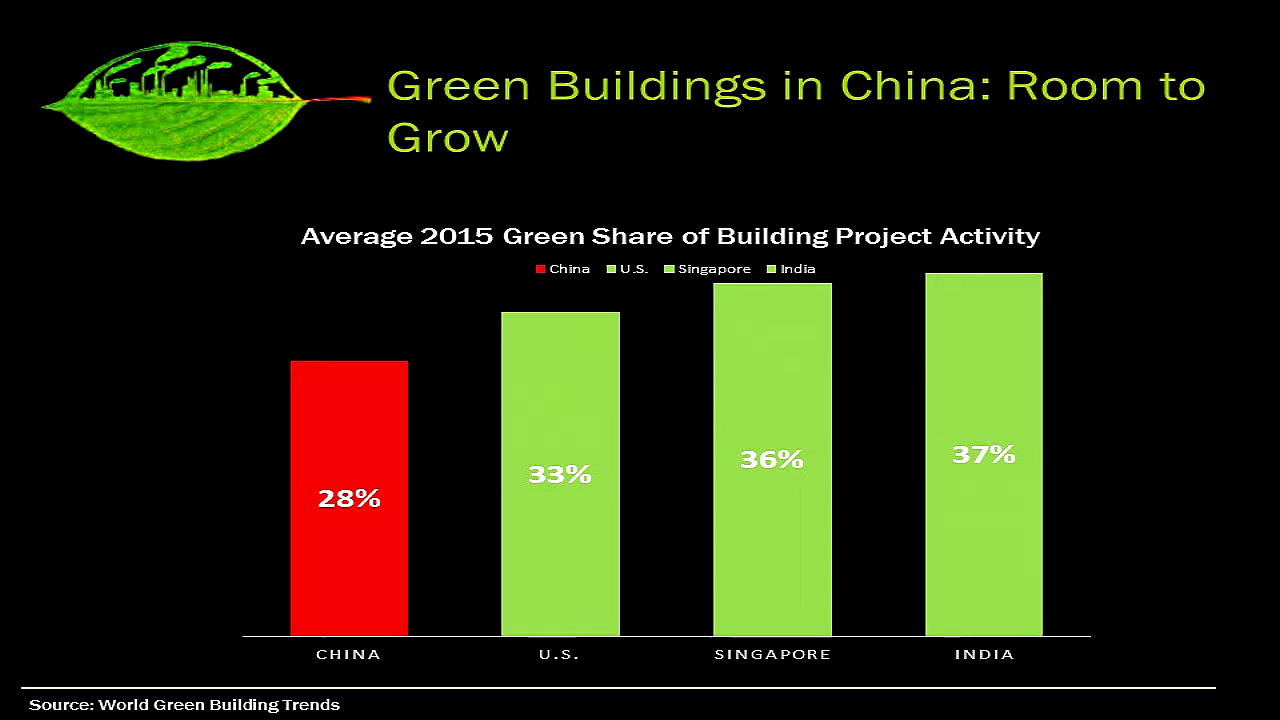 Green Buildings in China: Room to
Grow
Average 2015 Green Share of Building Project Activity
China U.S. Singapore India
28%
33%
36%
37%
CHINA U.S. SINGAPORE INDIA
Source: World Green Building Trends